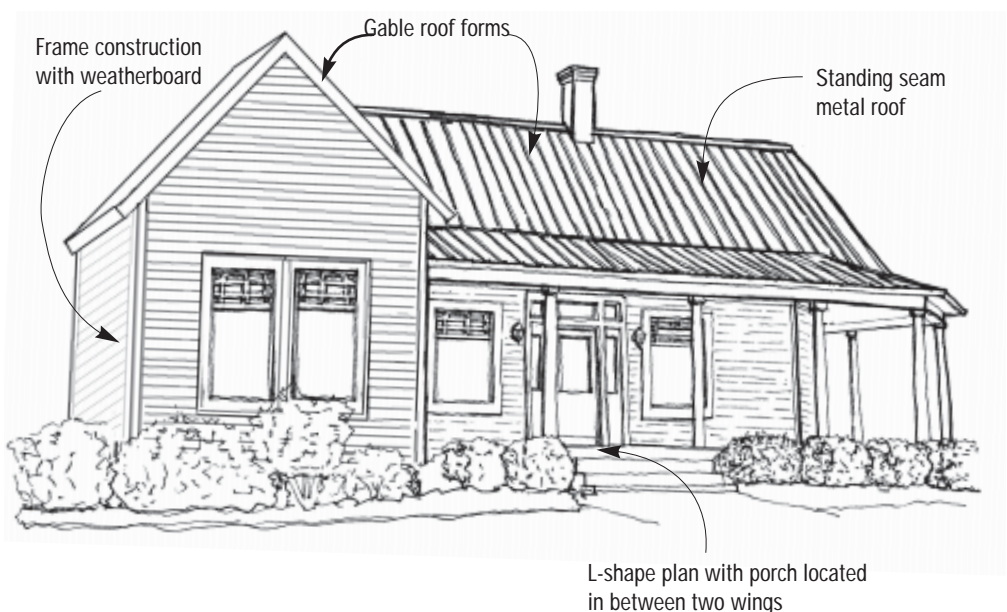 Gable roof forms
Frame construction
with weatherboard
Standing seam
metal roof
L-shape plan with porch located
in between two wings